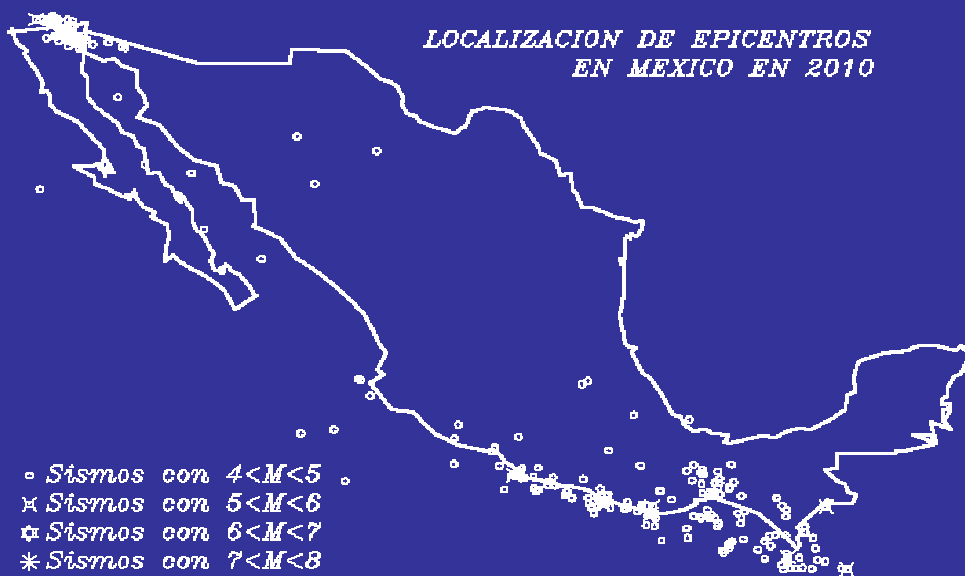 LOCALIZACION DE EPICENTROS
EN MEXICO EN 2010
Sismos con 4<M<5
Sismos con 5<M<6
Sismos con 6<M<7
Sismos con 7<M<8